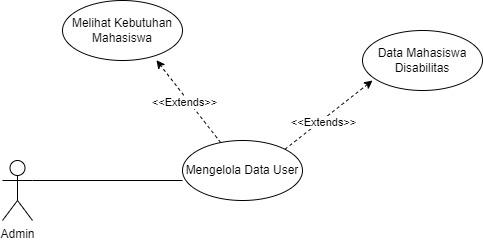 Melihat Kebutuhan
Mahasiswa
Data Mahasiswa
Disabilitas
<<Extends>>
<<Extends>>
Mengelola Data User
Admin